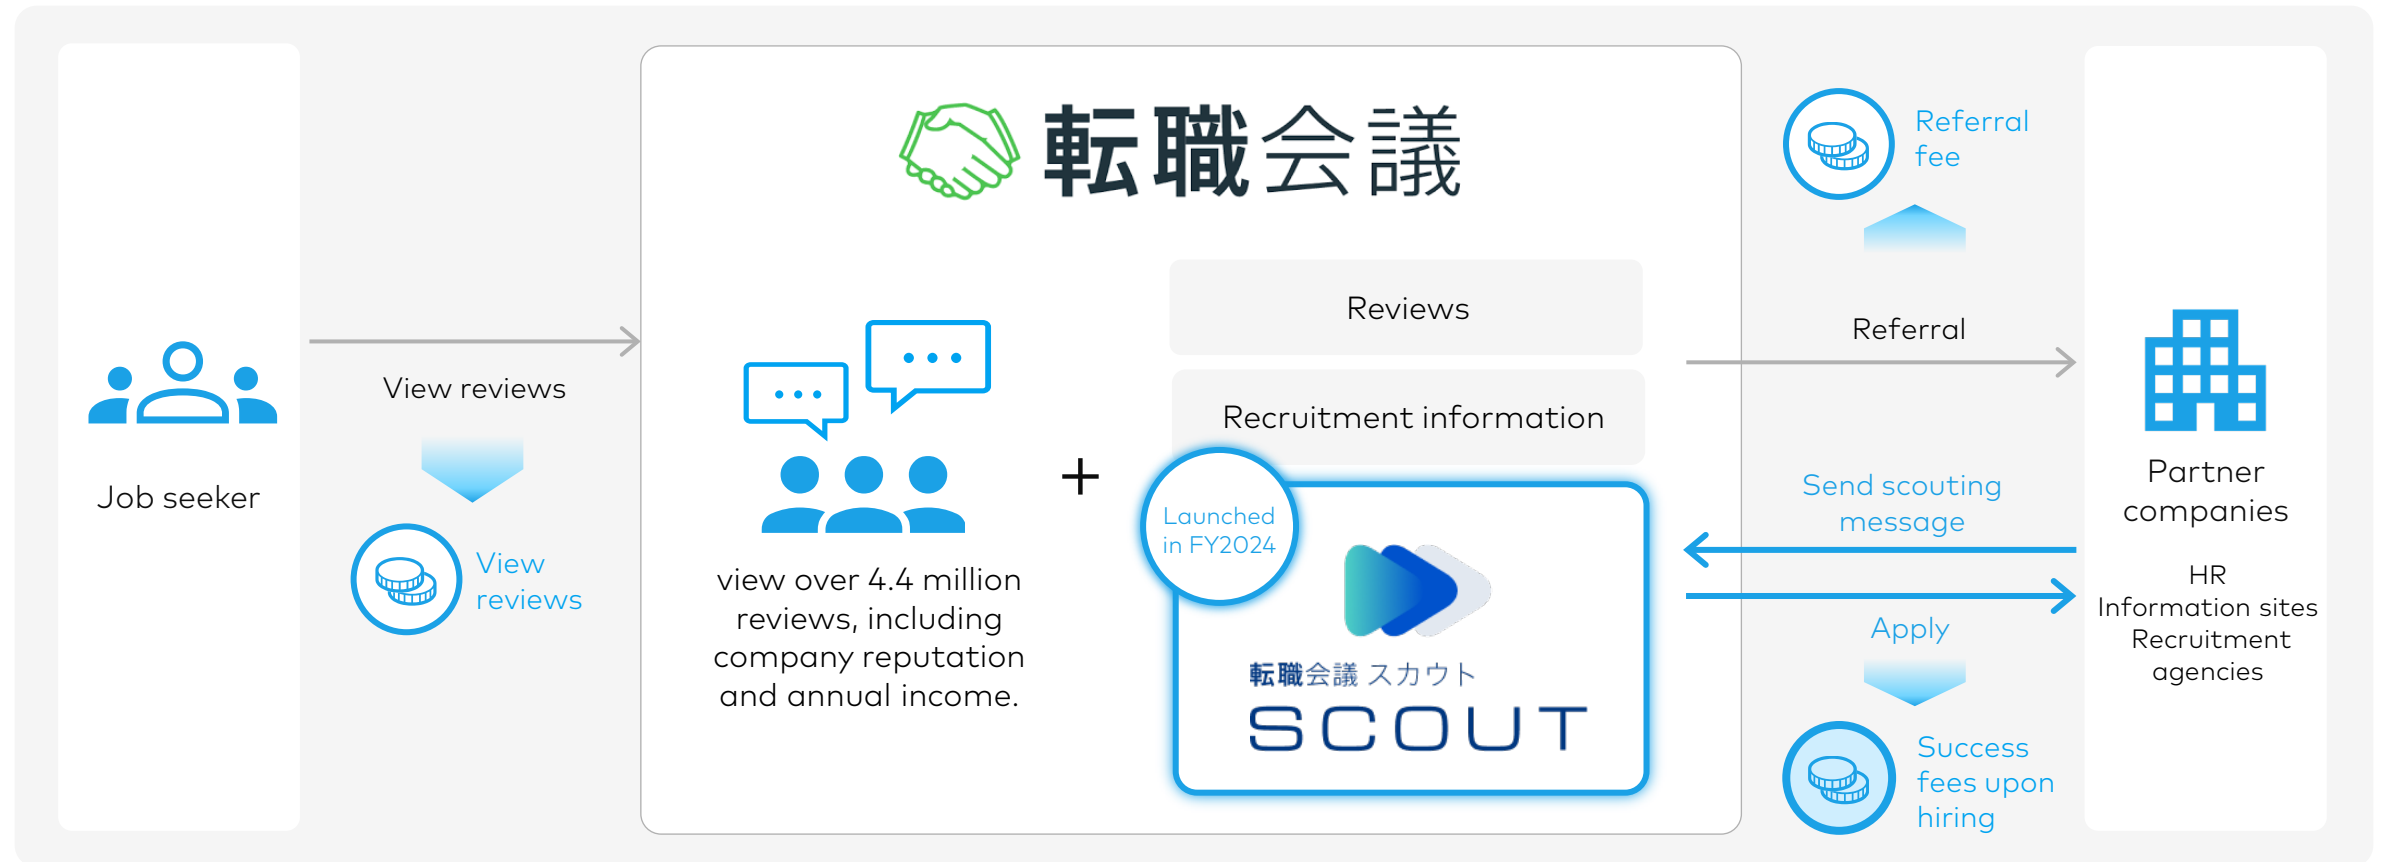 Job seeker
View reviews
View
reviews
転職会議
view over 4.4 million
reviews, including
company reputation
and annual income.
+
Reviews
Recruitment information
Launched
in FY2024
転職会議 スカウト
SCOUT
Referral
fee
Referral
Send scouting
message
Apply
Success
fees upon
hiring
Partner
companies
HR
Information sites
Recruitment
agencies